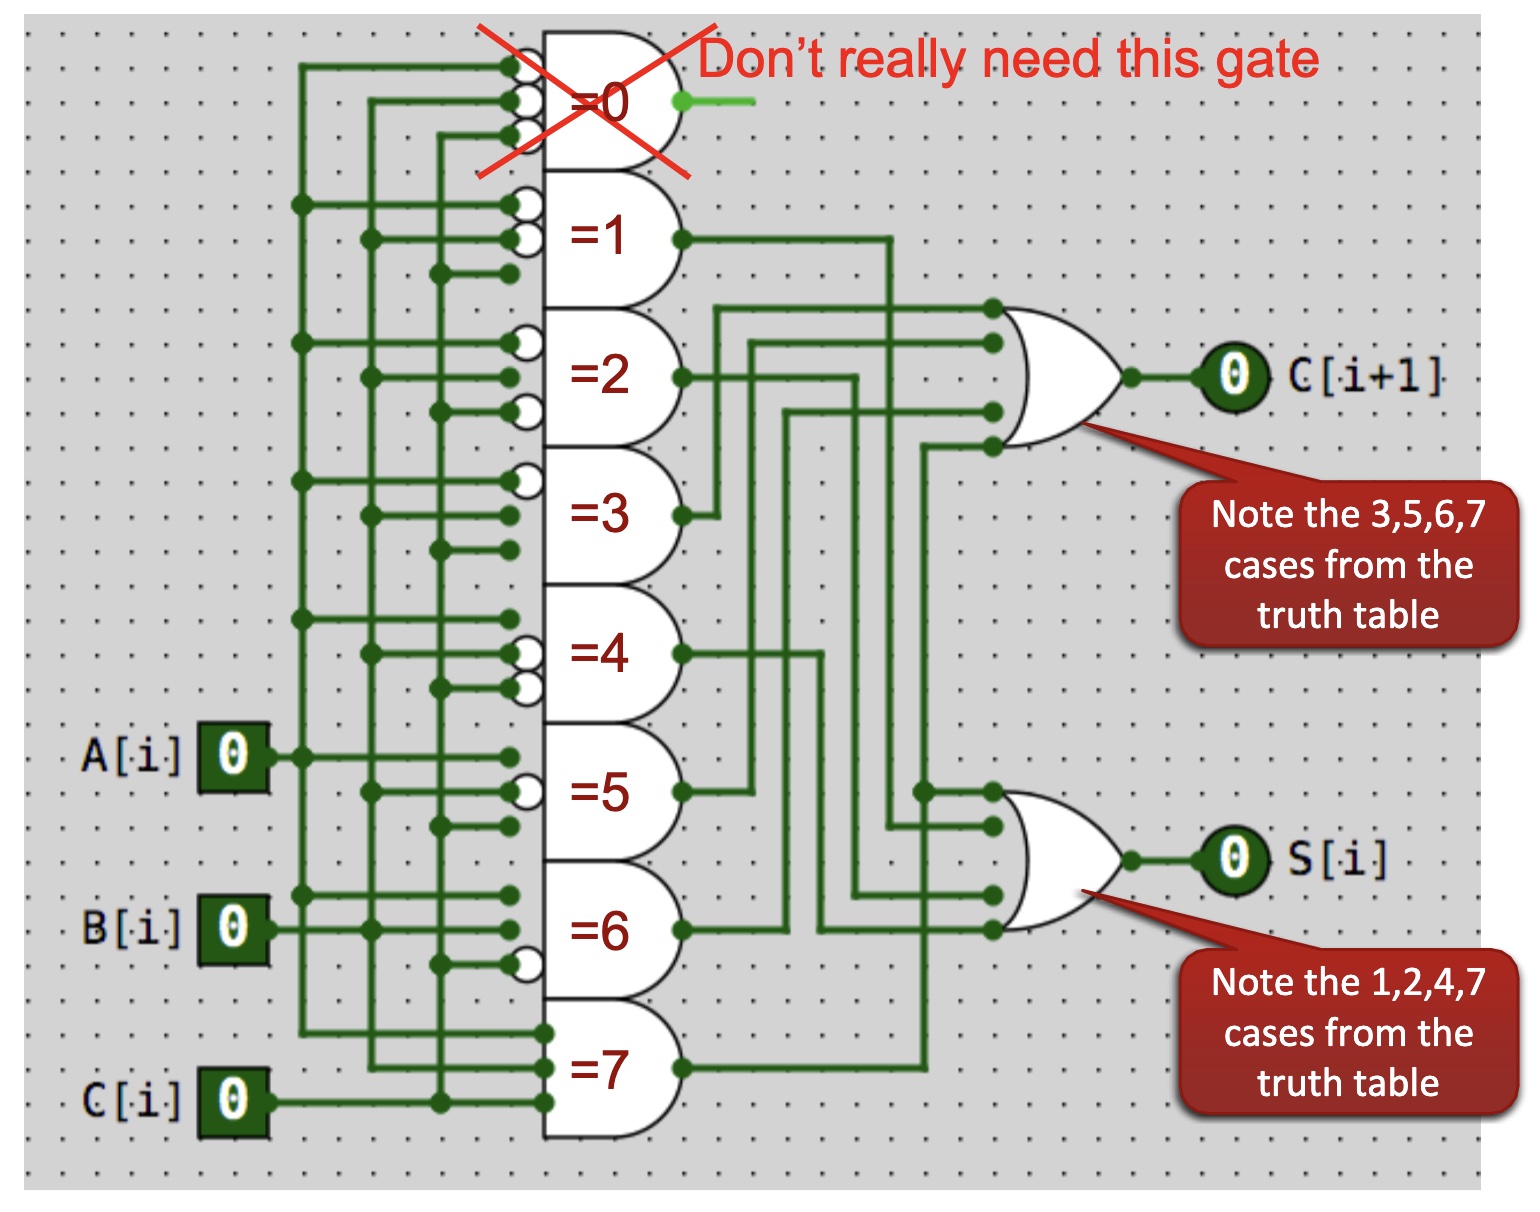 Don’t really need this gate
=0
=1
=2
=3
=4
=5
=6
=7
A[i] 0
B[i] 0
C[i] 0
0 C[i+1]
Note the 3,5,6,7
cases from the
truth table
0 S[i]
Note the 1,2,4,7
cases from the
truth table